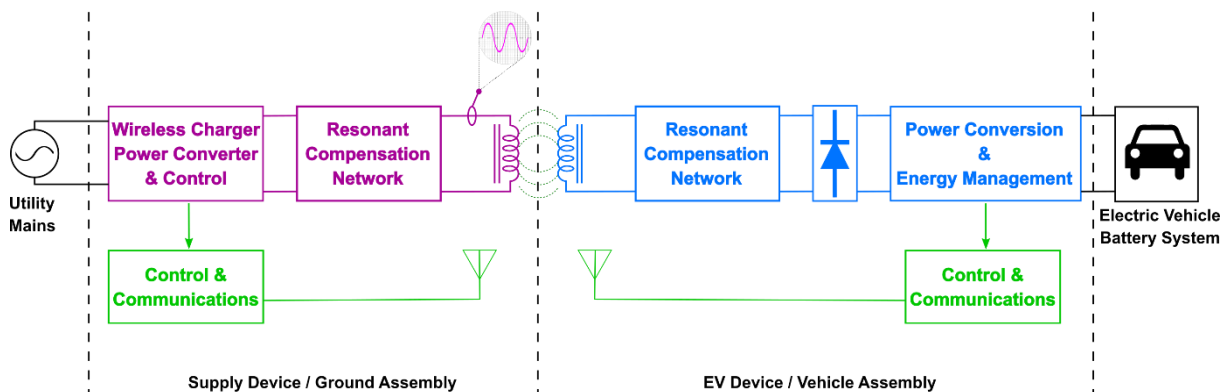 Wireless Charger
Power Converter
& Control
Resonant
Compensation
Network
Resonant
Compensation
Network
Power Conversion
&
Energy Management
Utility
Mains
Electric Vehicle
Battery System
Control &
Communications
Control &
Communications
Supply Device / Ground Assembly
EV Device / Vehicle Assembly